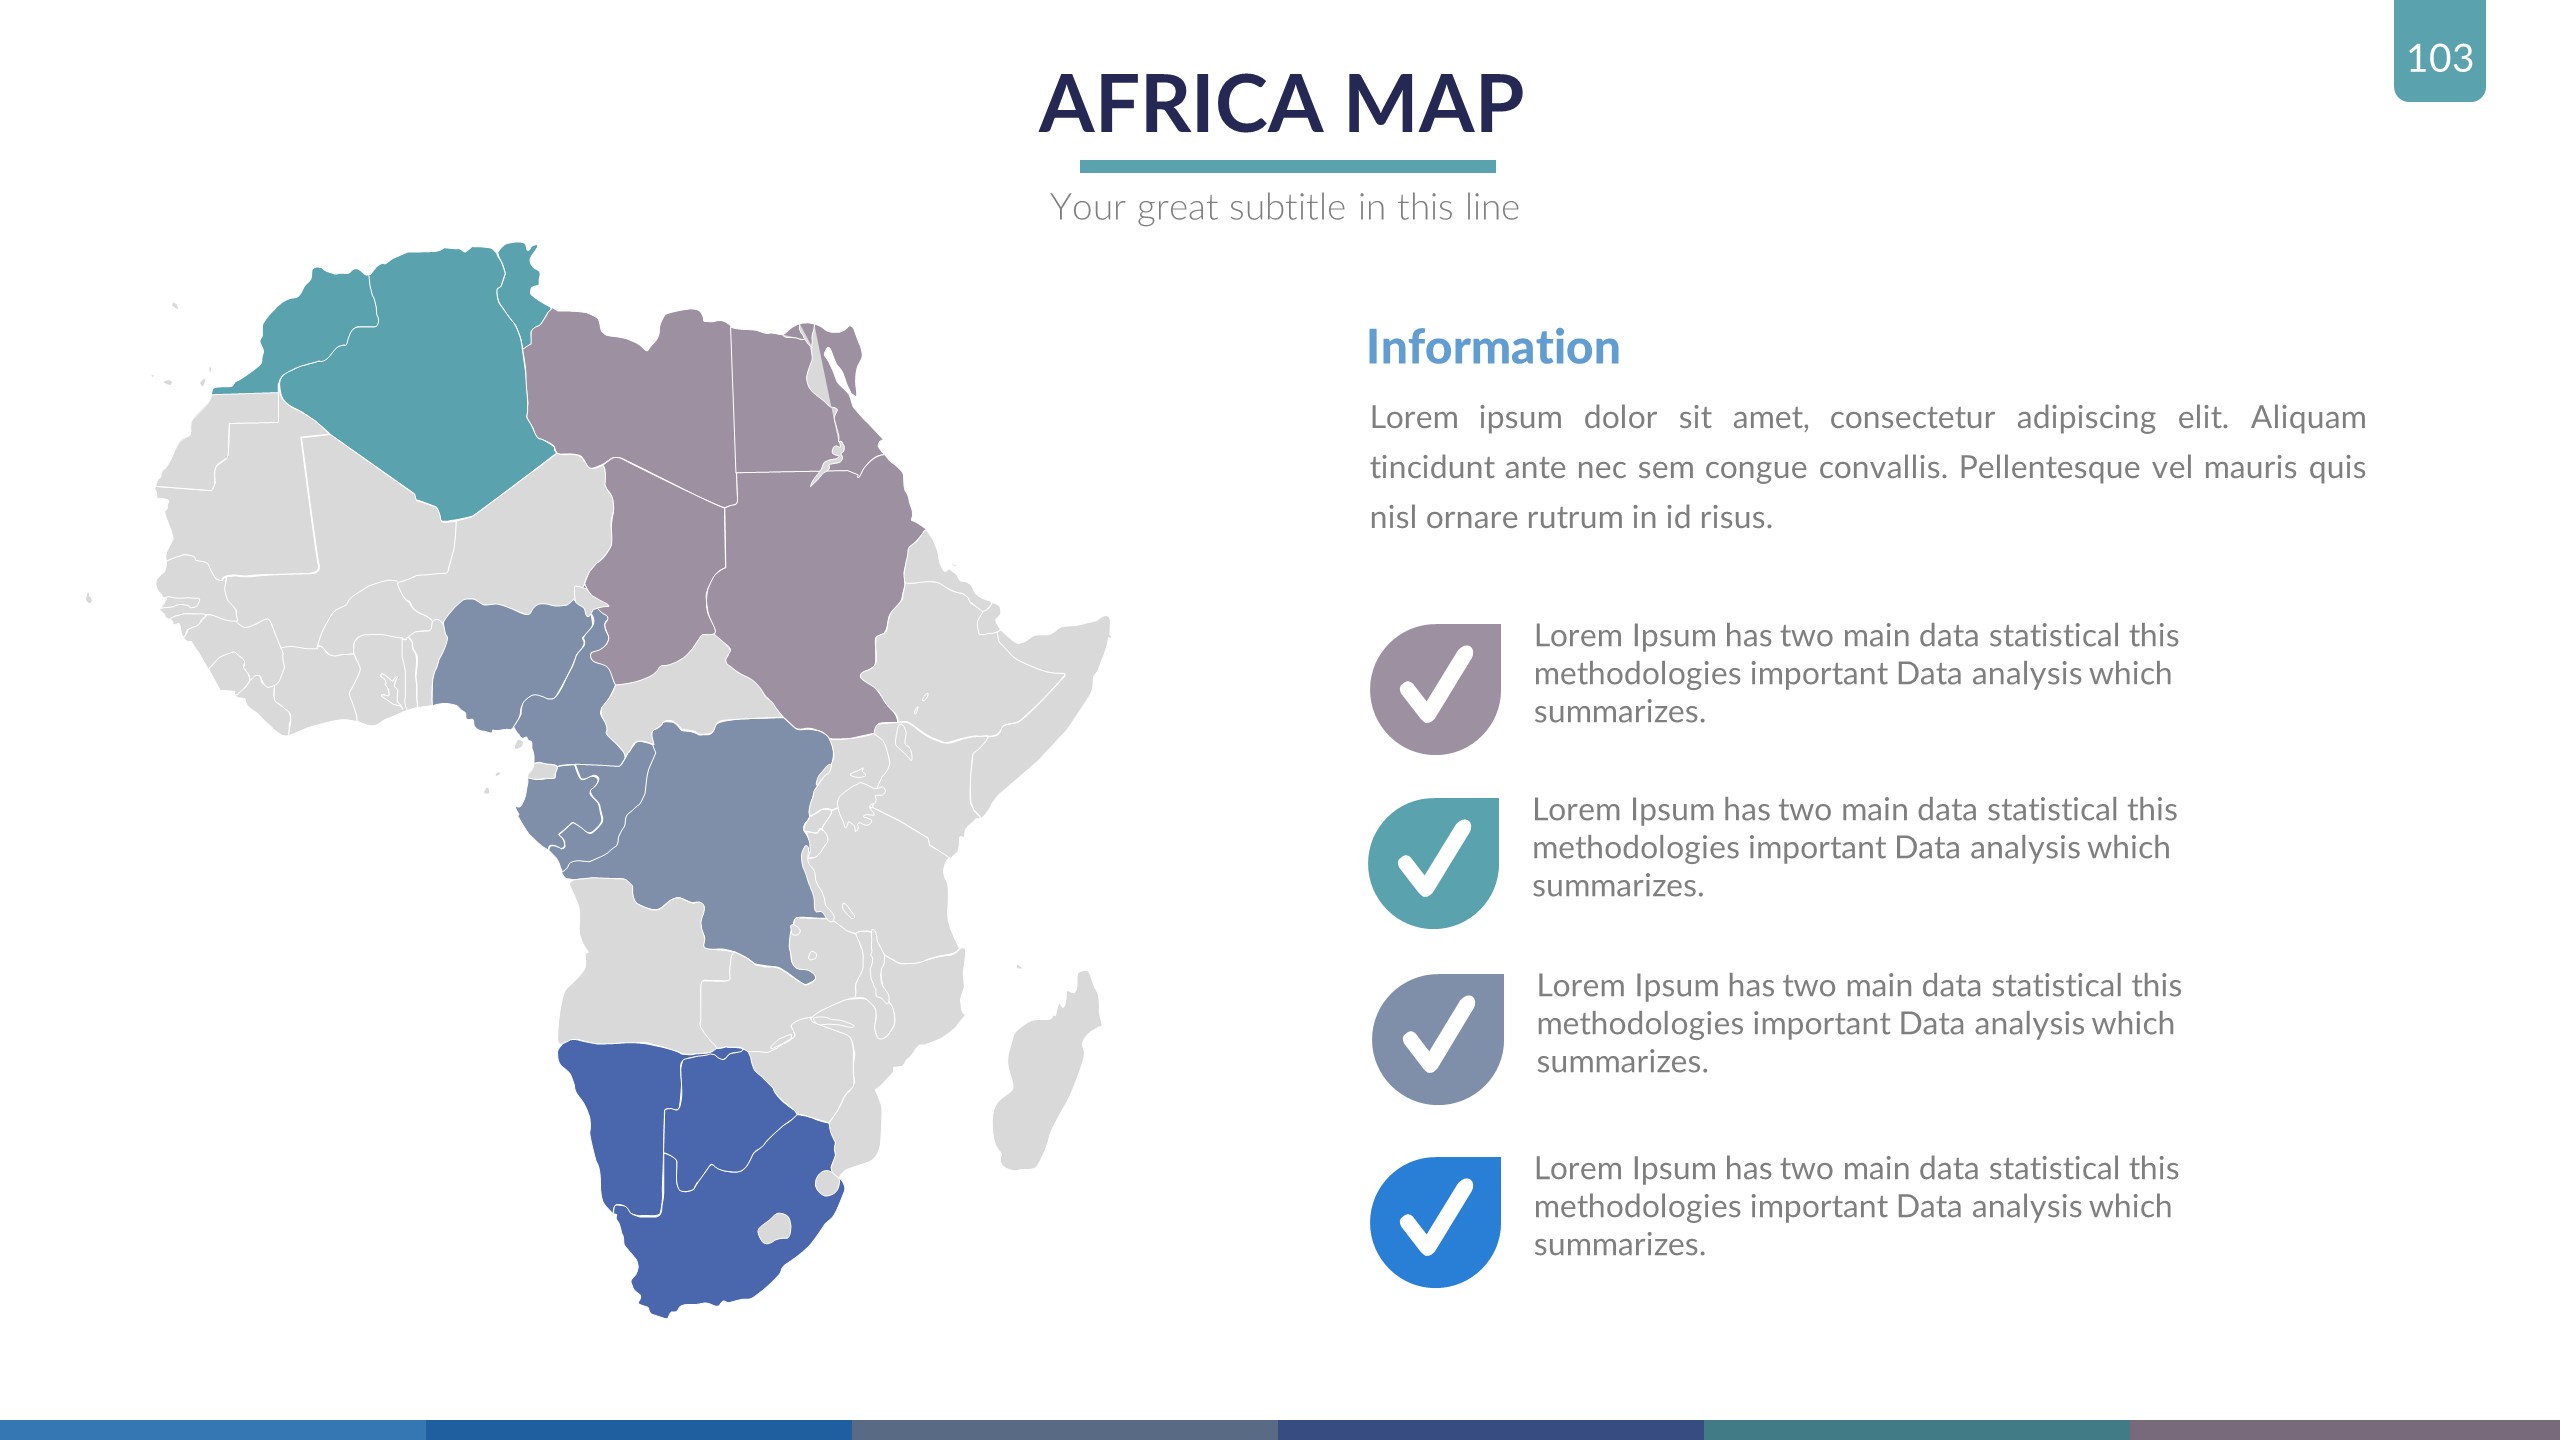 103
AFRICA MAP
Your great subtitle in this line
Information
Lorem ipsum dolor sit amet, consectetur adipiscing elit. Aliquam
tincidunt ante nec sem congue convallis. Pellentesque vel mauris quis
nisl ornare rutrum in id risus.
Lorem Ipsum has two main data statistical this
methodologies important Data analysis which
summarizes.
Lorem Ipsum has two main data statistical this
methodologies important Data analysis which
summarizes.
Lorem Ipsum has two main data statistical this
methodologies important Data analysis which
summarizes.
Lorem Ipsum has two main data statistical this
methodologies important Data analysis which
summarizes.